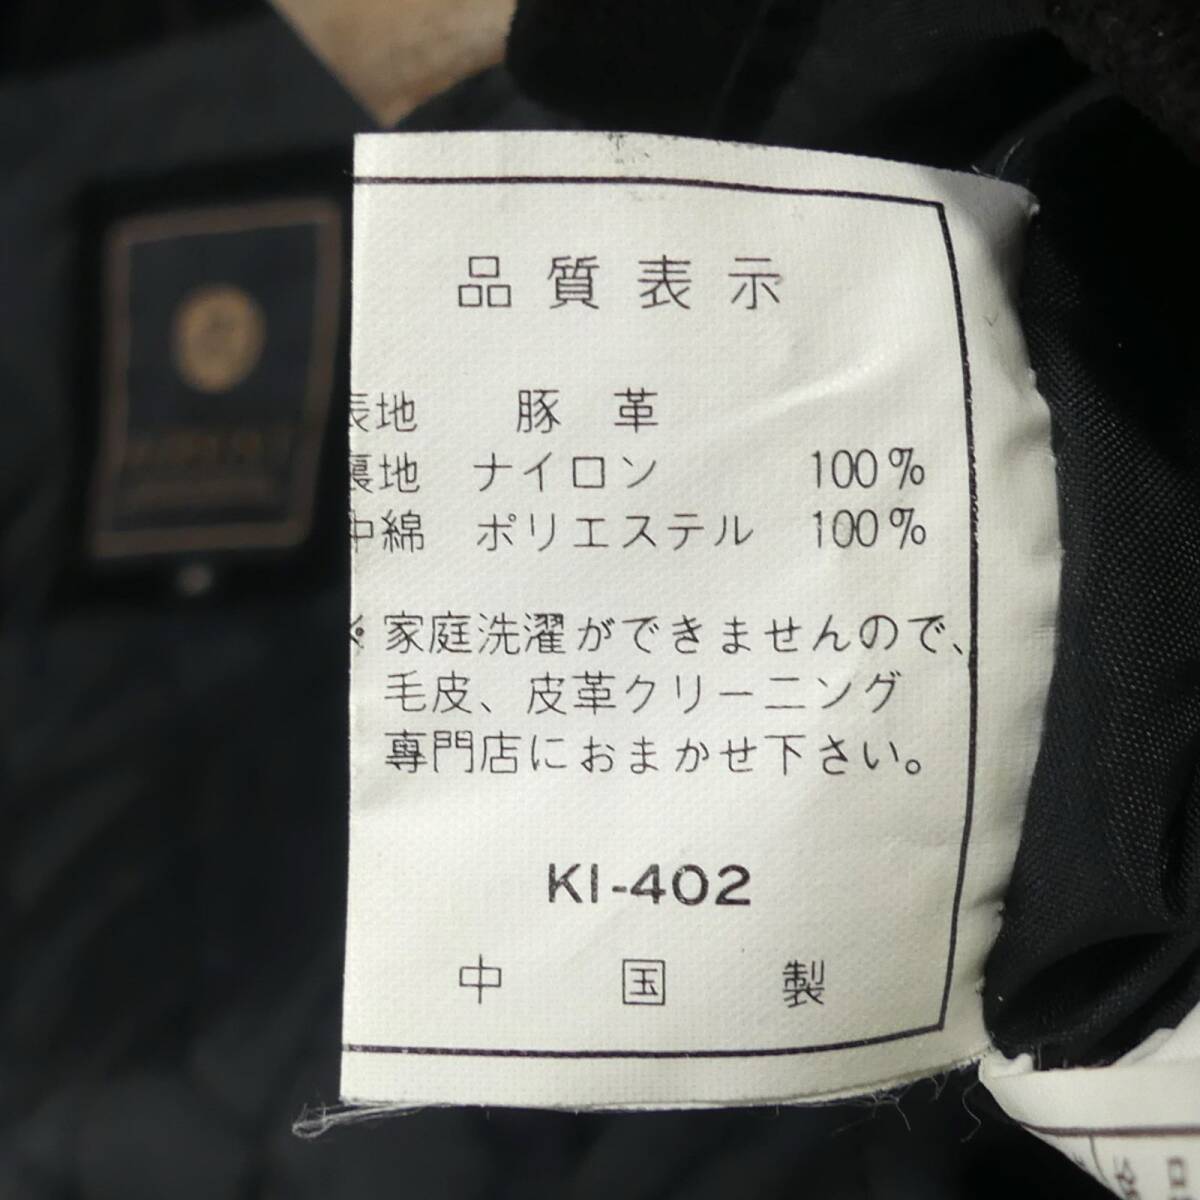 品質表示
表地 豚革
裏地 ナイロン 100%
中綿 ポリエステル 100%
※ 家庭洗濯ができませんので、
毛皮、皮革クリーニング
専門店におまかせ下さい。
KI-402
中国製